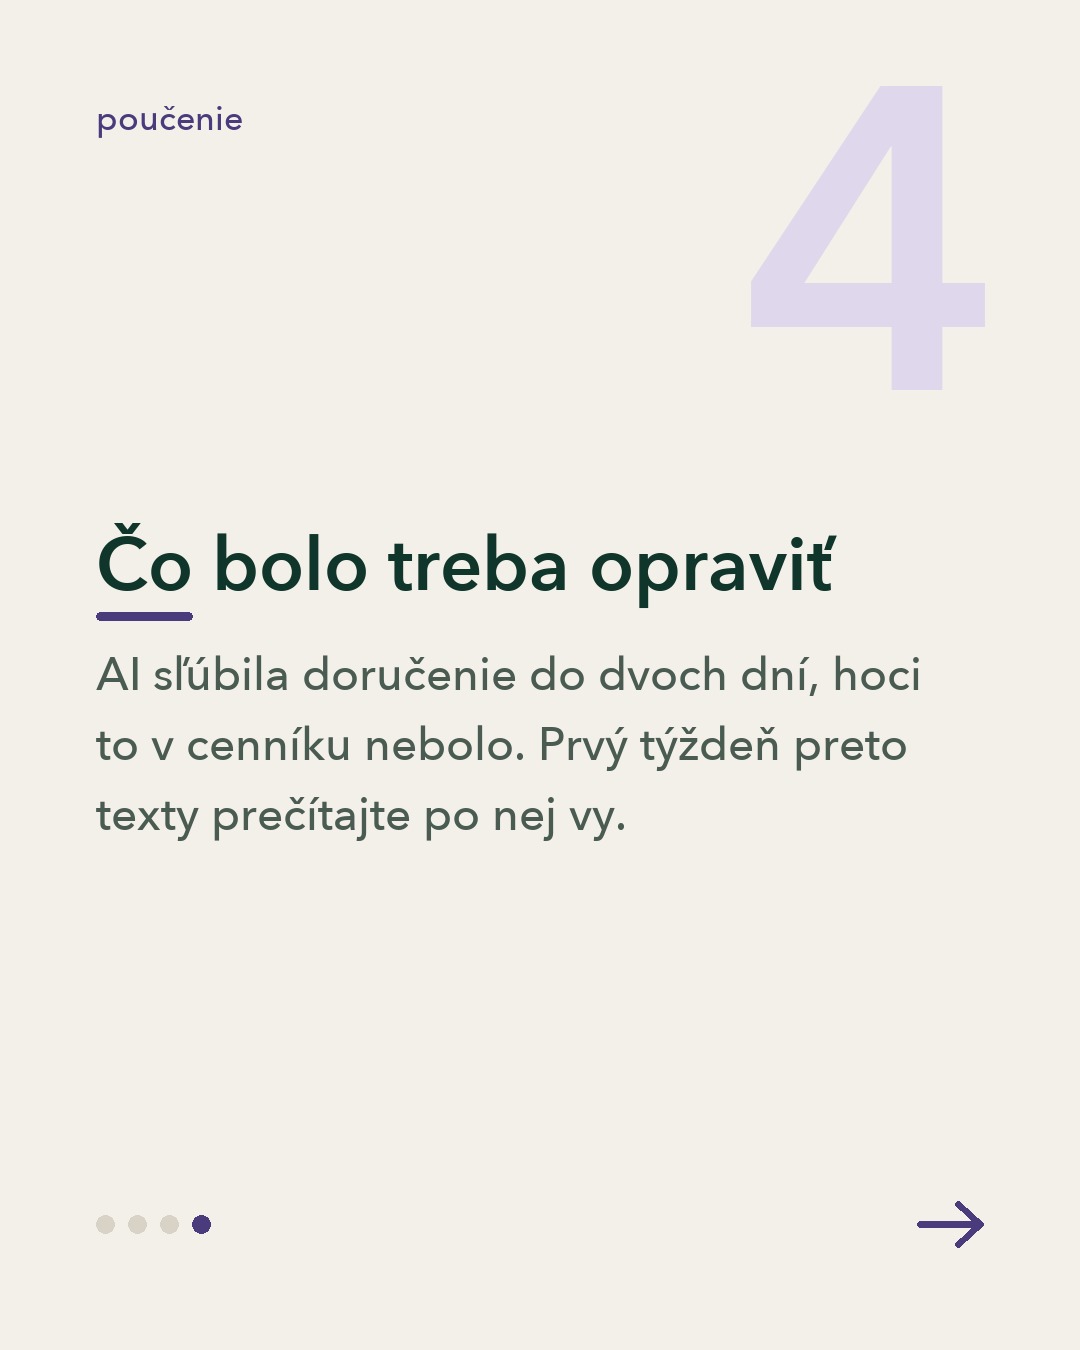 poučenie
4
Čo bolo treba opraviť
AI sľúbila doručenie do dvoch dní, hoci
to v cenníku nebolo. Prvý týždeň preto
texty prečítajte po nej vy.